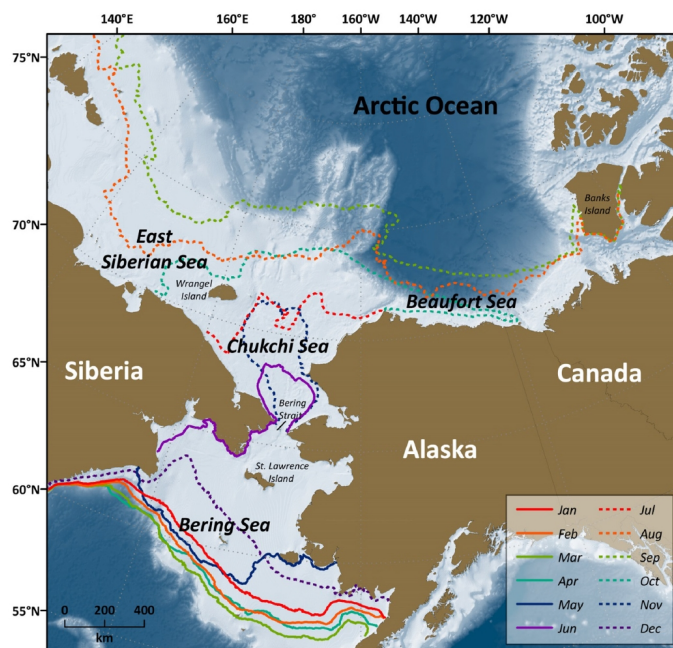 140°E 160°E 180° 160°W 140°W 120°W 100°W
75°N
Arctic Ocean
Banks
Island
70°N
East
Siberian Sea
Wrangel
Island
Beaufort Sea
Chukchi Sea
65°N
Siberia
Canada
Bering
Strait
Alaska
St. Lawrence
Island
60°N
Bering Sea
Jan Jul
Feb Aug
Mar Sep
Apr Oct
May Nov
Jun Dec
55°N
0 200 400
km